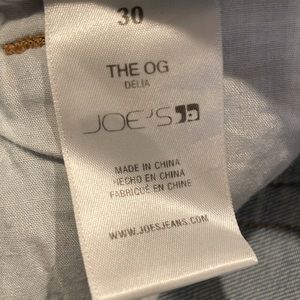 30
THE OG
DELIA
JOE'S
MADE IN CHINA
HECHO EN CHINA
FABRIQUÉ EN CHINE
WWW.JOESJEANS.COM